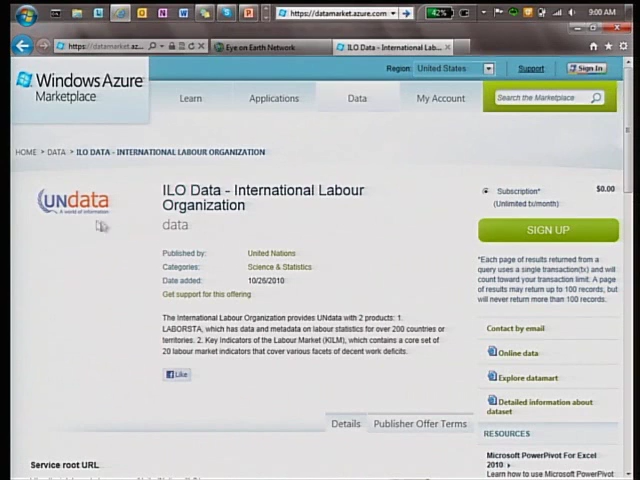 https://datamarket.azure.com
42%
9:00 AM
https://datamarket.az...
Eye on Earth Network
ILO Data - International Lab...
Windows Azure
Marketplace
Region: United States
Support
Sign In
Learn
Applications
Data
My Account
Search the Marketplace
HOME > DATA > ILO DATA - INTERNATIONAL LABOUR ORGANIZATION
UNdata
A world of information
ILO Data - International Labour
Organization
data
Published by: United Nations
Categories: Science & Statistics
Date added: 10/26/2010
Get support for this offering
The International Labour Organization provides UNdata with 2 products: 1.
LABORSTA, which has data and metadata on labour statistics for over 200 countries or
territories. 2. Key Indicators of the Labour Market (KILM), which contains a core set of
20 labour market indicators that cover various facets of decent work deficits.
Like
Subscription* $0.00
(Unlimited tx/month)
SIGN UP
*Each page of results returned from a
query uses a single transaction(tx) and will
count toward your transaction limit. A page
of results may return up to 100 records, but
will never return more than 100 records.
Contact by email
Online data
Explore datamart
Detailed information about
dataset
RESOURCES
Microsoft PowerPivot For Excel
2010
Learn how to use Microsoft PowerPivot
Details
Publisher Offer Terms
Service root URL